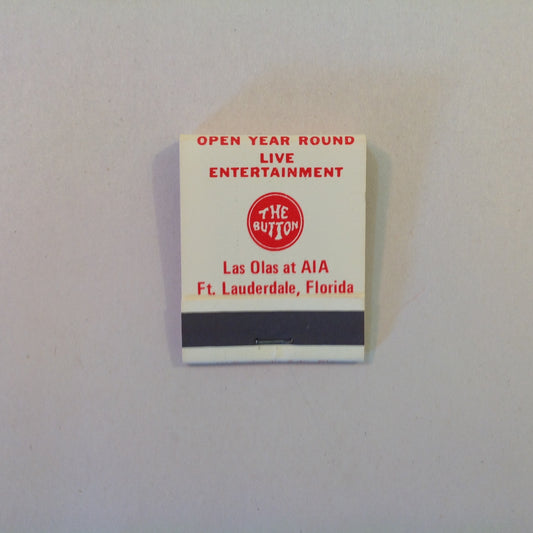 OPEN YEAR ROUND
LIVE
ENTERTAINMENT
THE
BUTTON
Las Olas at AIA
Ft. Lauderdale, Florida